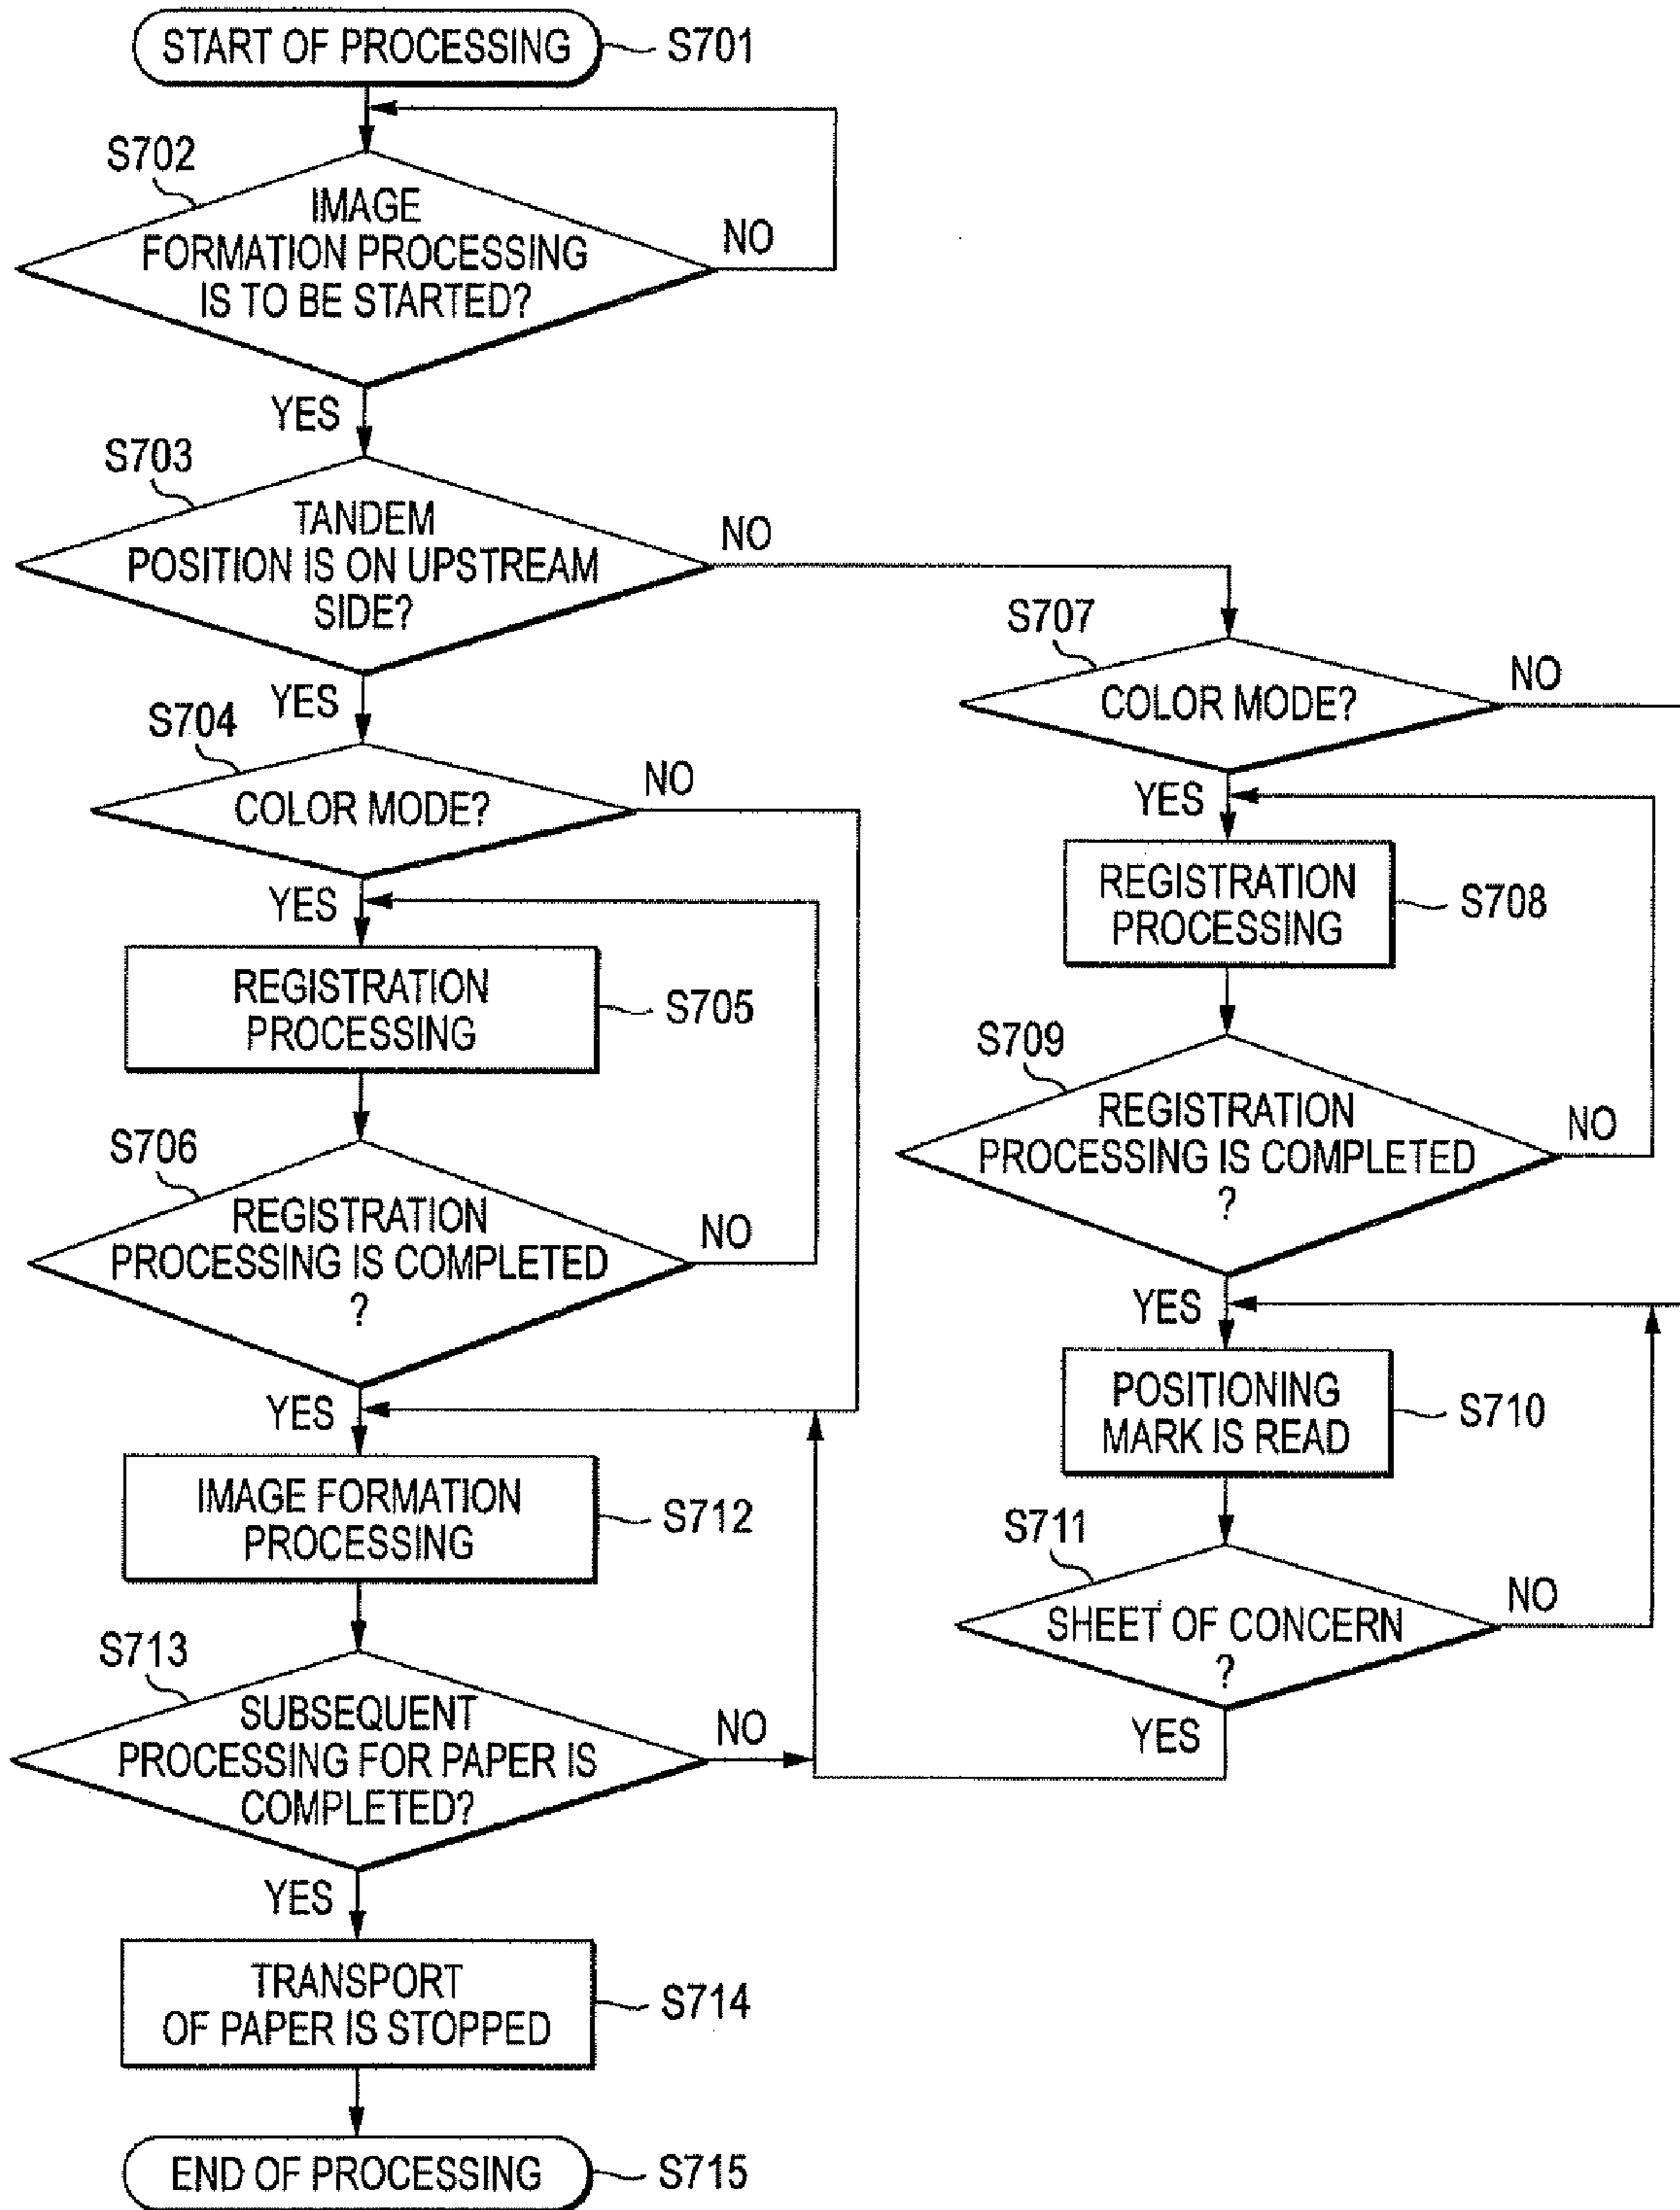 START OF PROCESSING
S701
S702
IMAGE
FORMATION PROCESSING
IS TO BE STARTED?
NO
YES
S703
TANDEM
POSITION IS ON UPSTREAM
SIDE?
NO
YES
S704
COLOR MODE?
NO
YES
REGISTRATION
PROCESSING
S705
S706
REGISTRATION
PROCESSING IS COMPLETED
?
NO
YES
S707
COLOR MODE?
NO
YES
REGISTRATION
PROCESSING
S708
S709
REGISTRATION
PROCESSING IS COMPLETED
?
NO
YES
POSITIONING
MARK IS READ
S710
S711
SHEET OF CONCERN
?
NO
YES
IMAGE FORMATION
PROCESSING
S712
S713
SUBSEQUENT
PROCESSING FOR PAPER IS
COMPLETED?
NO
YES
TRANSPORT
OF PAPER IS STOPPED
S714
END OF PROCESSING
S715